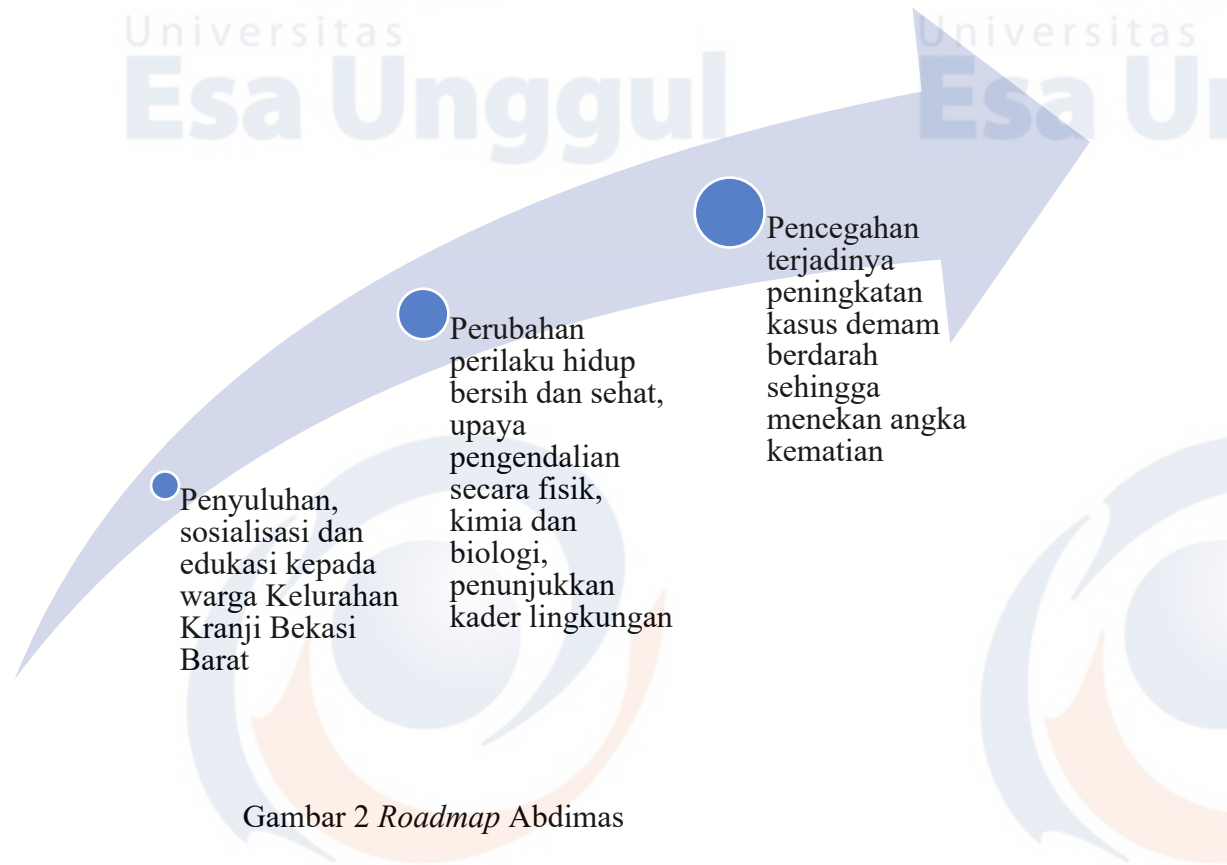 Universitas
Esa Unggul
Universitas
Esa Un
Penyuluhan,
sosialisasi dan
edukasi kepada
warga Kelurahan
Kranji Bekasi
Barat
Perubahan
perilaku hidup
bersih dan sehat,
upaya
pengendalian
secara fisik,
kimia dan
biologi,
penunjukkan
kader lingkungan
Pencegahan
terjadinya
peningkatan
kasus demam
berdarah
sehingga
menekan angka
kematian
Gambar 2 Roadmap Abdimas